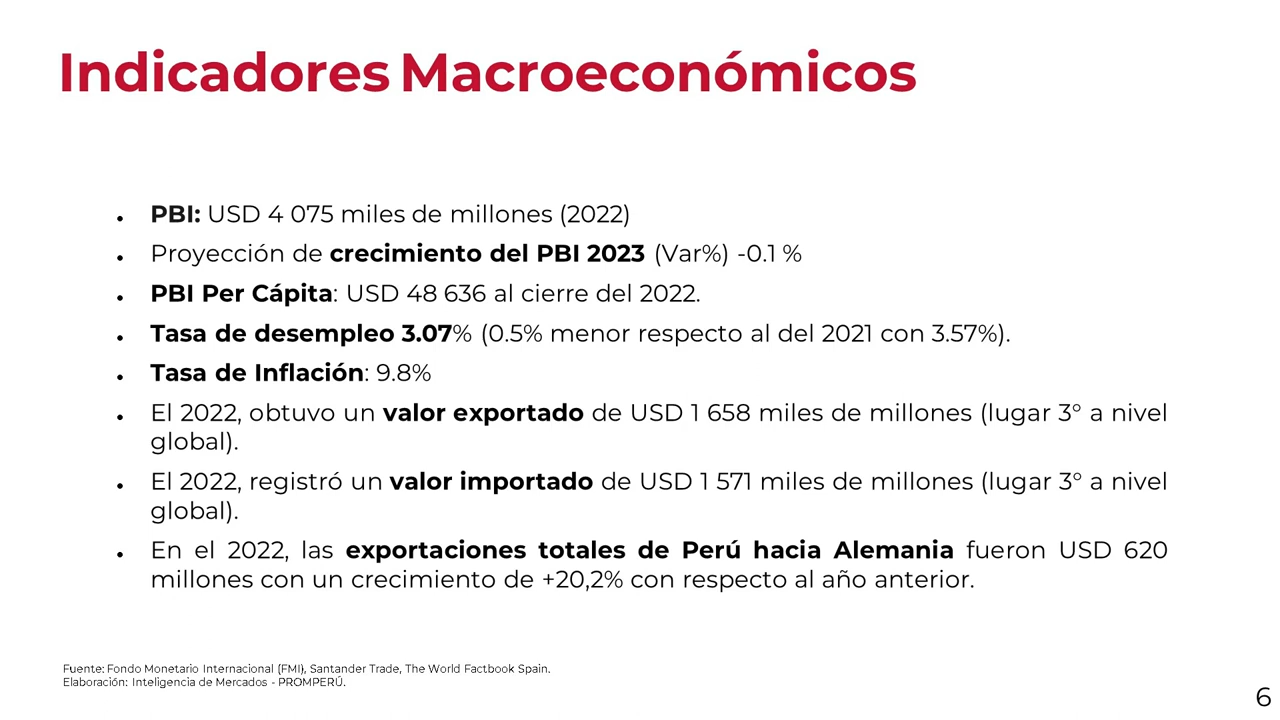 Indicadores Macroeconómicos
• PBI: USD 4 075 miles de millones (2022)
• Proyección de crecimiento del PBI 2023 (Var%) -0.1 %
• PBI Per Cápita: USD 48 636 al cierre del 2022.
• Tasa de desempleo 3.07% (0.5% menor respecto al del 2021 con 3.57%).
• Tasa de Inflación: 9.8%
• El 2022, obtuvo un valor exportado de USD 1 658 miles de millones (lugar 3° a nivel
global).
• El 2022, registró un valor importado de USD 1 571 miles de millones (lugar 3° a nivel
global).
• En el 2022, las exportaciones totales de Perú hacia Alemania fueron USD 620
millones con un crecimiento de +20,2% con respecto al año anterior.
Fuente: Fondo Monetario Internacional (FMI), Santander Trade, The World Factbook Spain.
Elaboración: Inteligencia de Mercados - PROMPERÚ.
6